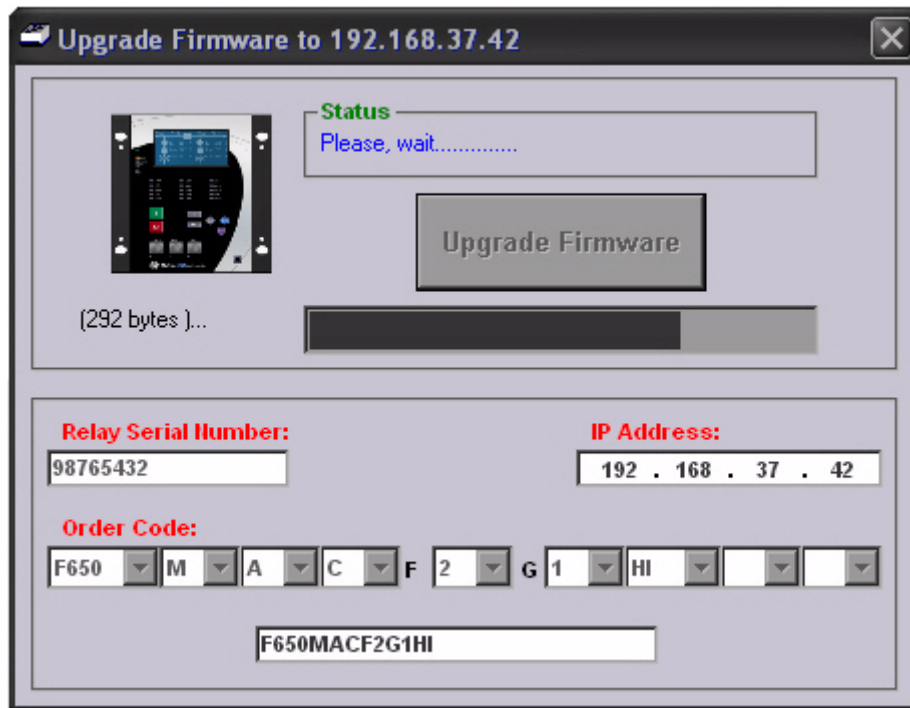 Upgrade Firmware to 192.168.37.42
Status
Please, wait..............
Upgrade Firmware
(292 bytes )...
Relay Serial Number:
IP Address:
98765432
192 . 168 . 37 . 42
Order Code:
F650 M A C F 2 G 1 HI
F650MACF2G1HI